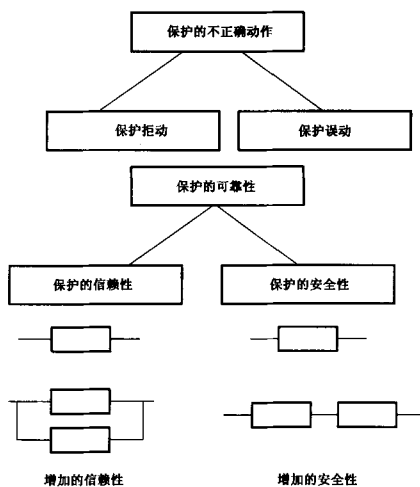 保护的不正确动作
保护拒动
保护误动
保护的可靠性
保护的信赖性
保护的安全性
增加的信赖性
增加的安全性